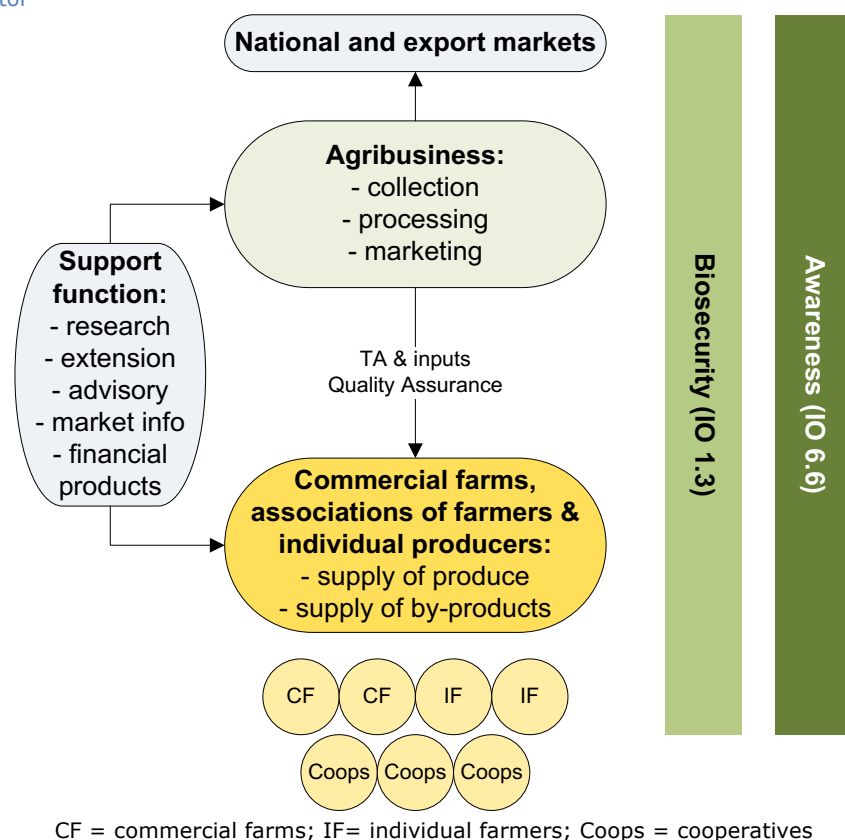 National and export markets
Agribusiness:
- collection
- processing
- marketing
Support
function:
- research
- extension
- advisory
- market info
- financial
products
TA & inputs
Quality Assurance
Commercial farms,
associations of farmers &
individual producers:
- supply of produce
- supply of by-products
CF
CF
IF
IF
Coops
Coops
Coops
Biosecurity (IO 1.3)
Awareness (IO 6.6)
CF = commercial farms; IF= individual farmers; Coops = cooperatives